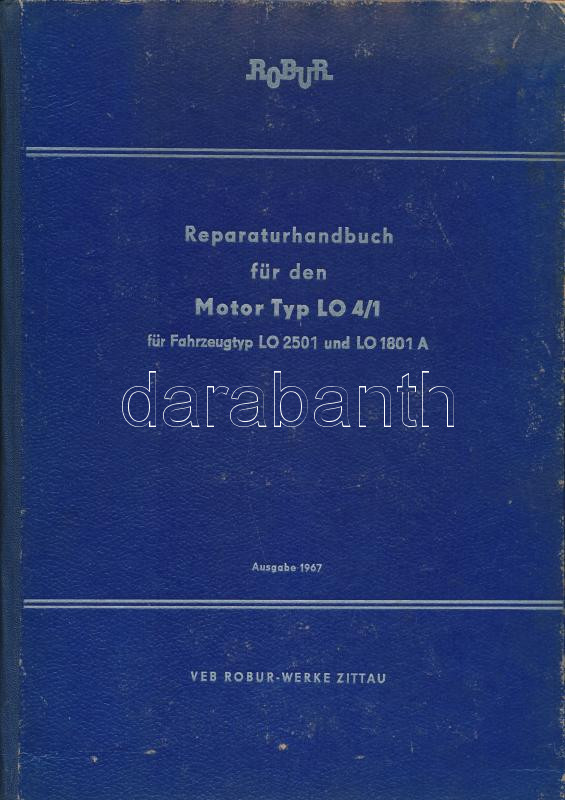 ROBUR
Reparaturhandbuch
für den
Motor Typ LO 4/1
für Fahrzeugtyp LO 2501 und LO 1801 A
darabanth
Ausgabe 1967
VEB ROBUR-WERKE ZITTAU